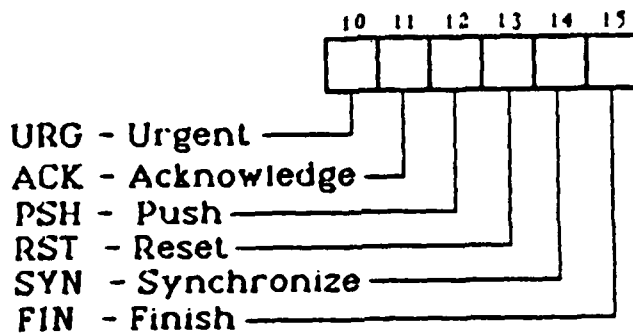 10 11 12 13 14 15
URG - Urgent
ACK - Acknowledge
PSH - Push
RST - Reset
SYN - Synchronize
FIN - Finish